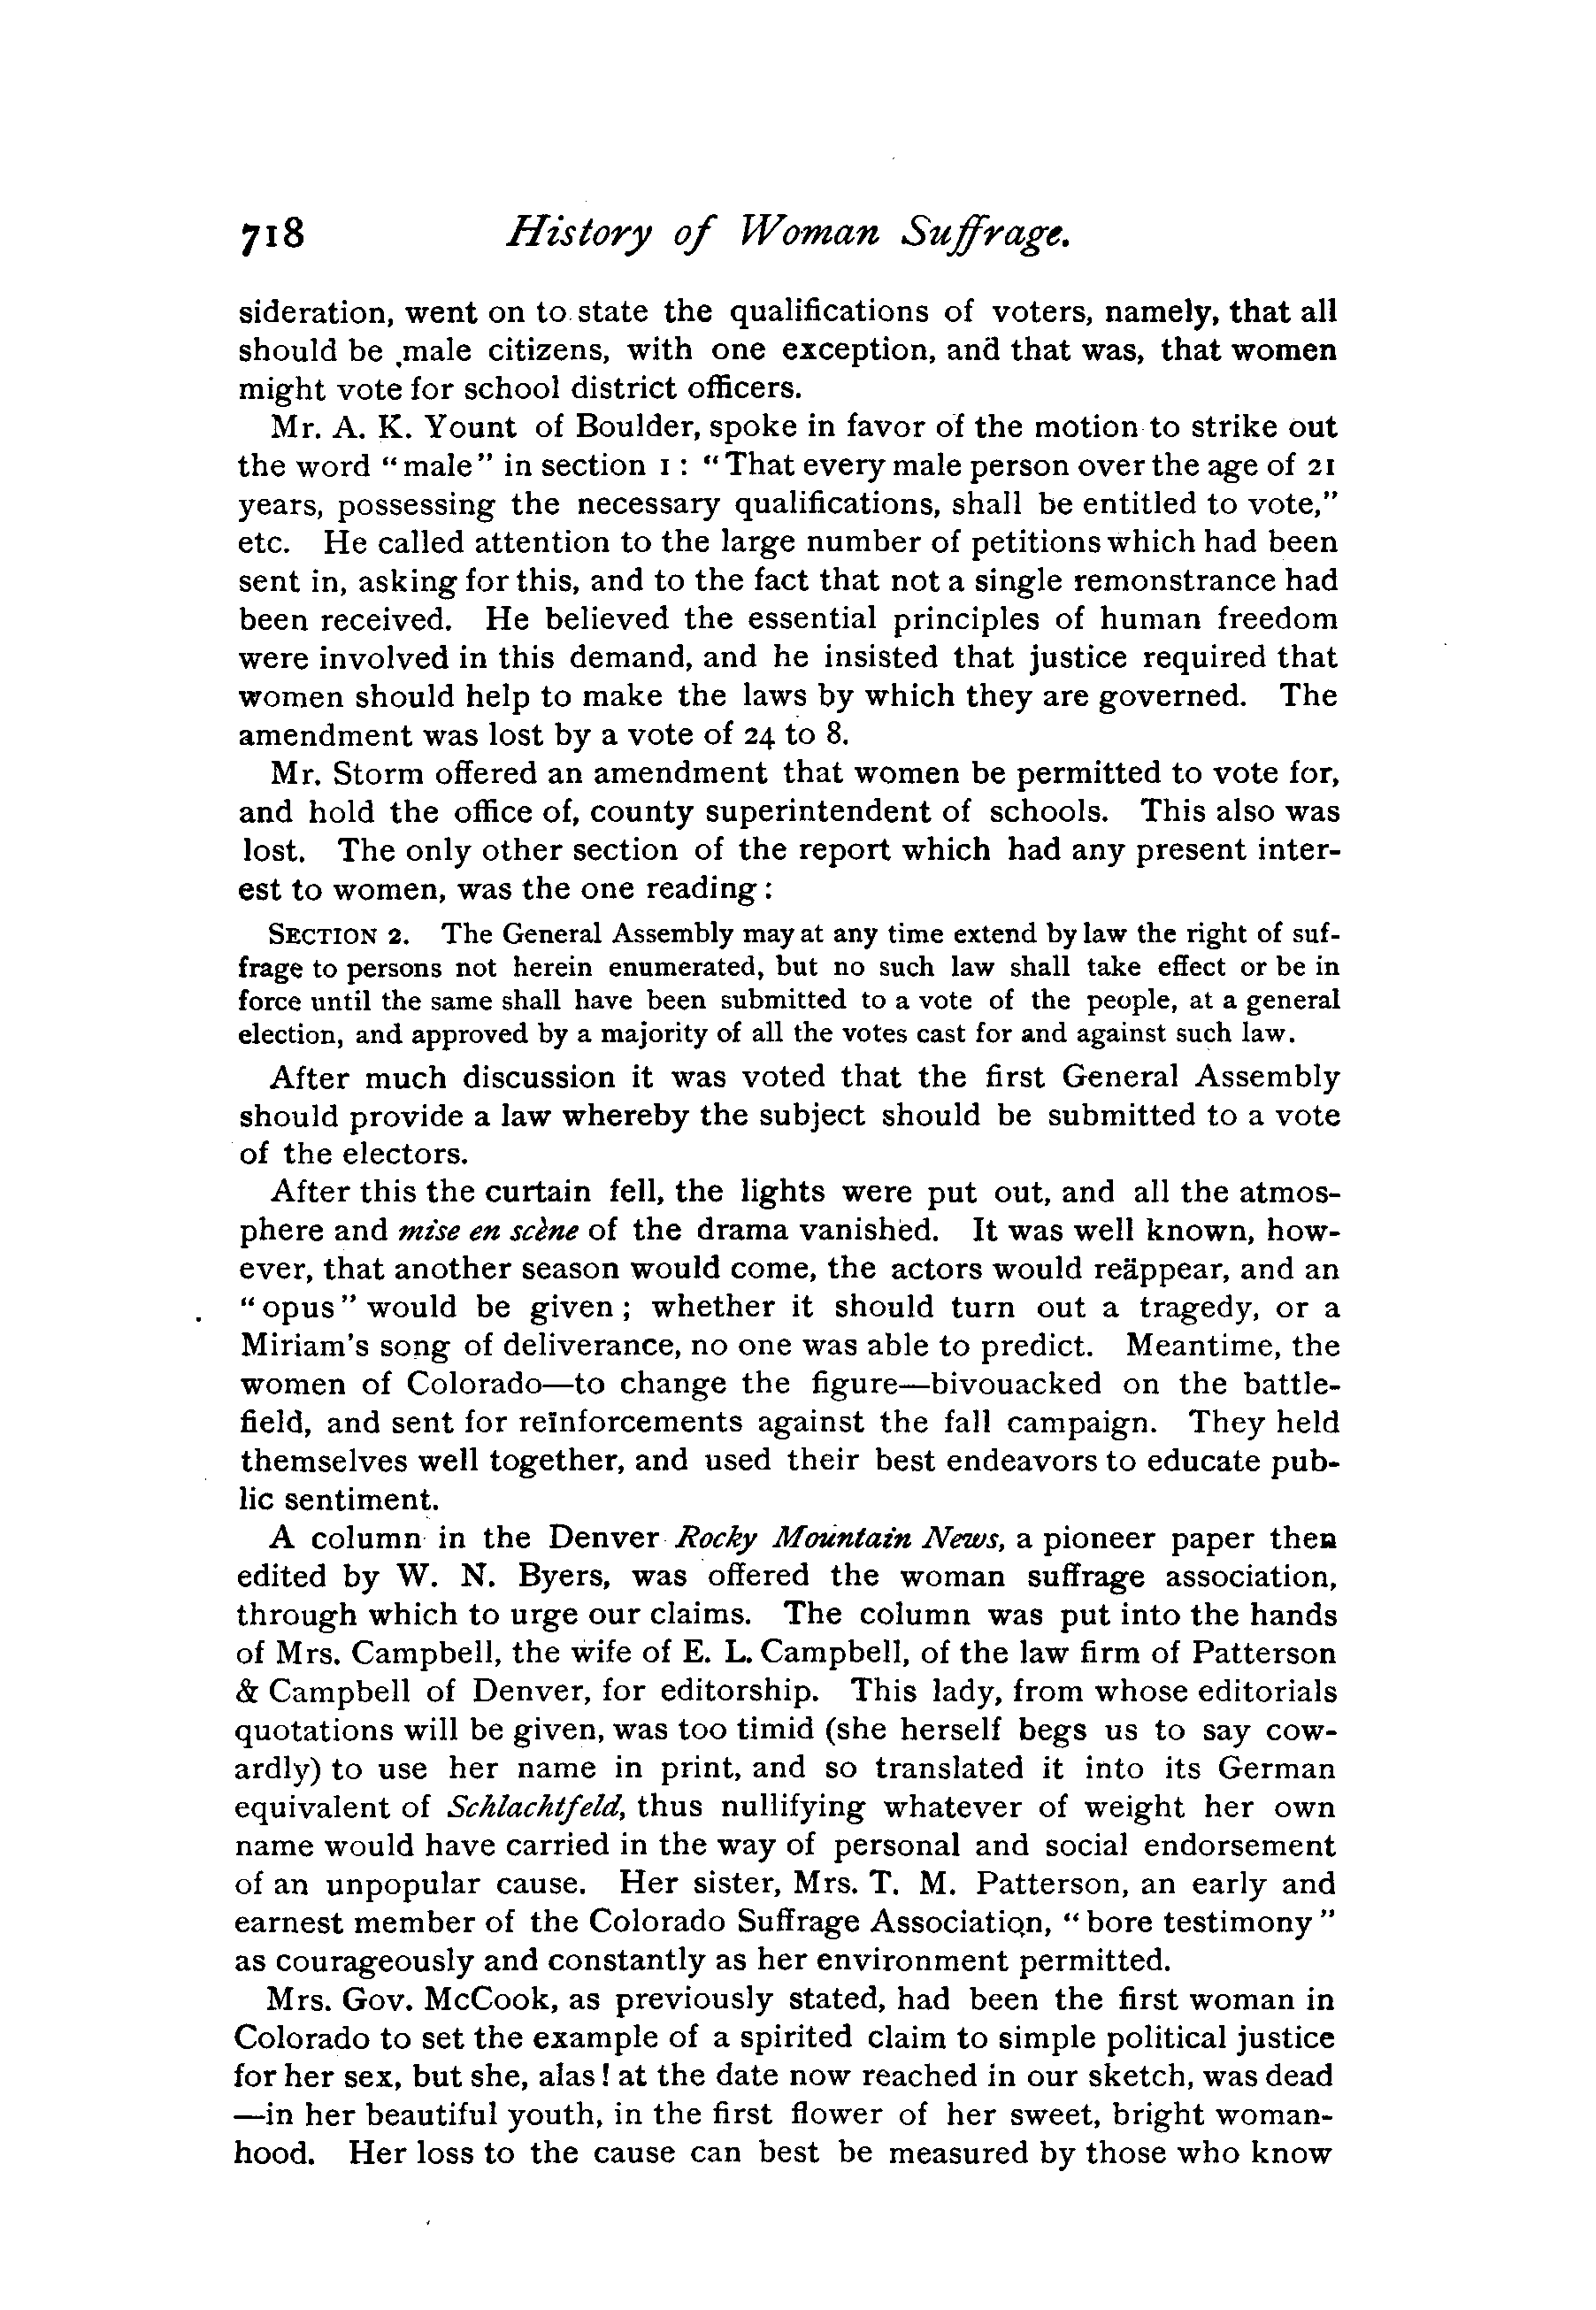 718 History of Woman Suffrage.
sideration, went on to state the qualifications of voters, namely, that all
should be male citizens, with one exception, and that was, that women
might vote for school district officers.
Mr. A. K. Yount of Boulder, spoke in favor of the motion to strike out
the word "male" in section 1: "That every male person over the age of 21
years, possessing the necessary qualifications, shall be entitled to vote,"
etc. He called attention to the large number of petitions which had been
sent in, asking for this, and to the fact that not a single remonstrance had
been received. He believed the essential principles of human freedom
were involved in this demand, and he insisted that justice required that
women should help to make the laws by which they are governed. The
amendment was lost by a vote of 24 to 8.
Mr. Storm offered an amendment that women be permitted to vote for,
and hold the office of, county superintendent of schools. This also was
lost. The only other section of the report which had any present inter-
est to women, was the one reading:
SECTION 2. The General Assembly may at any time extend by law the right of suf-
frage to persons not herein enumerated, but no such law shall take effect or be in
force until the same shall have been submitted to a vote of the people, at a general
election, and approved by a majority of all the votes cast for and against such law.
After much discussion it was voted that the first General Assembly
should provide a law whereby the subject should be submitted to a vote
of the electors.
After this the curtain fell, the lights were put out, and all the atmos-
phere and mise en scène of the drama vanished. It was well known, how-
ever, that another season would come, the actors would reäppear, and an
"opus" would be given; whether it should turn out a tragedy, or a
Miriam's song of deliverance, no one was able to predict. Meantime, the
women of Colorado—to change the figure—bivouacked on the battle-
field, and sent for reïnforcements against the fall campaign. They held
themselves well together, and used their best endeavors to educate pub-
lic sentiment.
A column in the Denver Rocky Mountain News, a pioneer paper then
edited by W. N. Byers, was offered the woman suffrage association,
through which to urge our claims. The column was put into the hands
of Mrs. Campbell, the wife of E. L. Campbell, of the law firm of Patterson
& Campbell of Denver, for editorship. This lady, from whose editorials
quotations will be given, was too timid (she herself begs us to say cow-
ardly) to use her name in print, and so translated it into its German
equivalent of Schlachtfeld, thus nullifying whatever of weight her own
name would have carried in the way of personal and social endorsement
of an unpopular cause. Her sister, Mrs. T. M. Patterson, an early and
earnest member of the Colorado Suffrage Association, "bore testimony"
as courageously and constantly as her environment permitted.
Mrs. Gov. McCook, as previously stated, had been the first woman in
Colorado to set the example of a spirited claim to simple political justice
for her sex, but she, alas! at the date now reached in our sketch, was dead
—in her beautiful youth, in the first flower of her sweet, bright woman-
hood. Her loss to the cause can best be measured by those who know